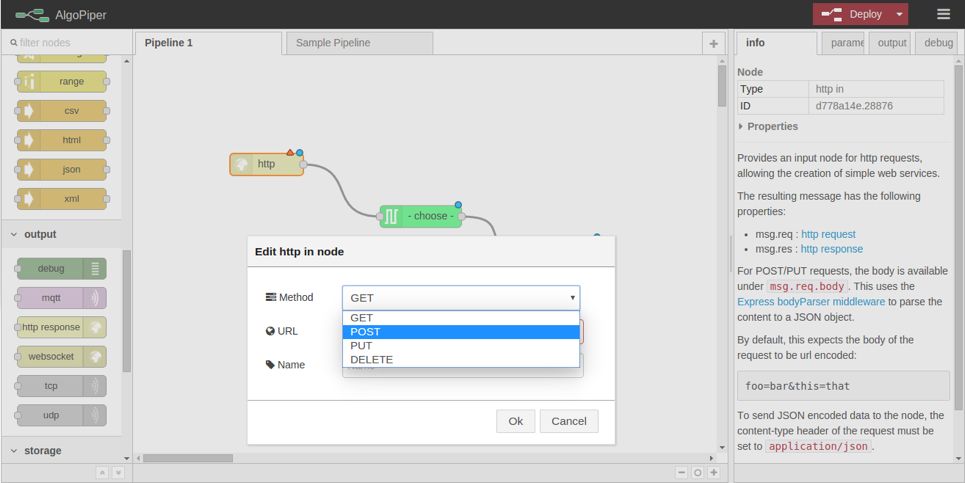 AlgoPiper
Deploy
filter nodes
range
csv
html
json
xml
output
debug
mqtt
http response
websocket
tcp
udp
storage
Pipeline 1
Sample Pipeline
http
- choose -
Edit http in node
Method
GET
GET
POST
PUT
DELETE
URL
Name
Ok
Cancel
info
parame
output
debug
Node
Type
http in
ID
d778a14e.28876
Properties
Provides an input node for http requests,
allowing the creation of simple web services.
The resulting message has the following
properties:
msg.req : http request
msg.res : http response
For POST/PUT requests, the body is available
under msg.req.body. This uses the
Express bodyParser middleware to parse the
content to a JSON object.
By default, this expects the body of the
request to be url encoded:
foo=bar&this=that
To send JSON encoded data to the node, the
content-type header of the request must be
set to application/json.